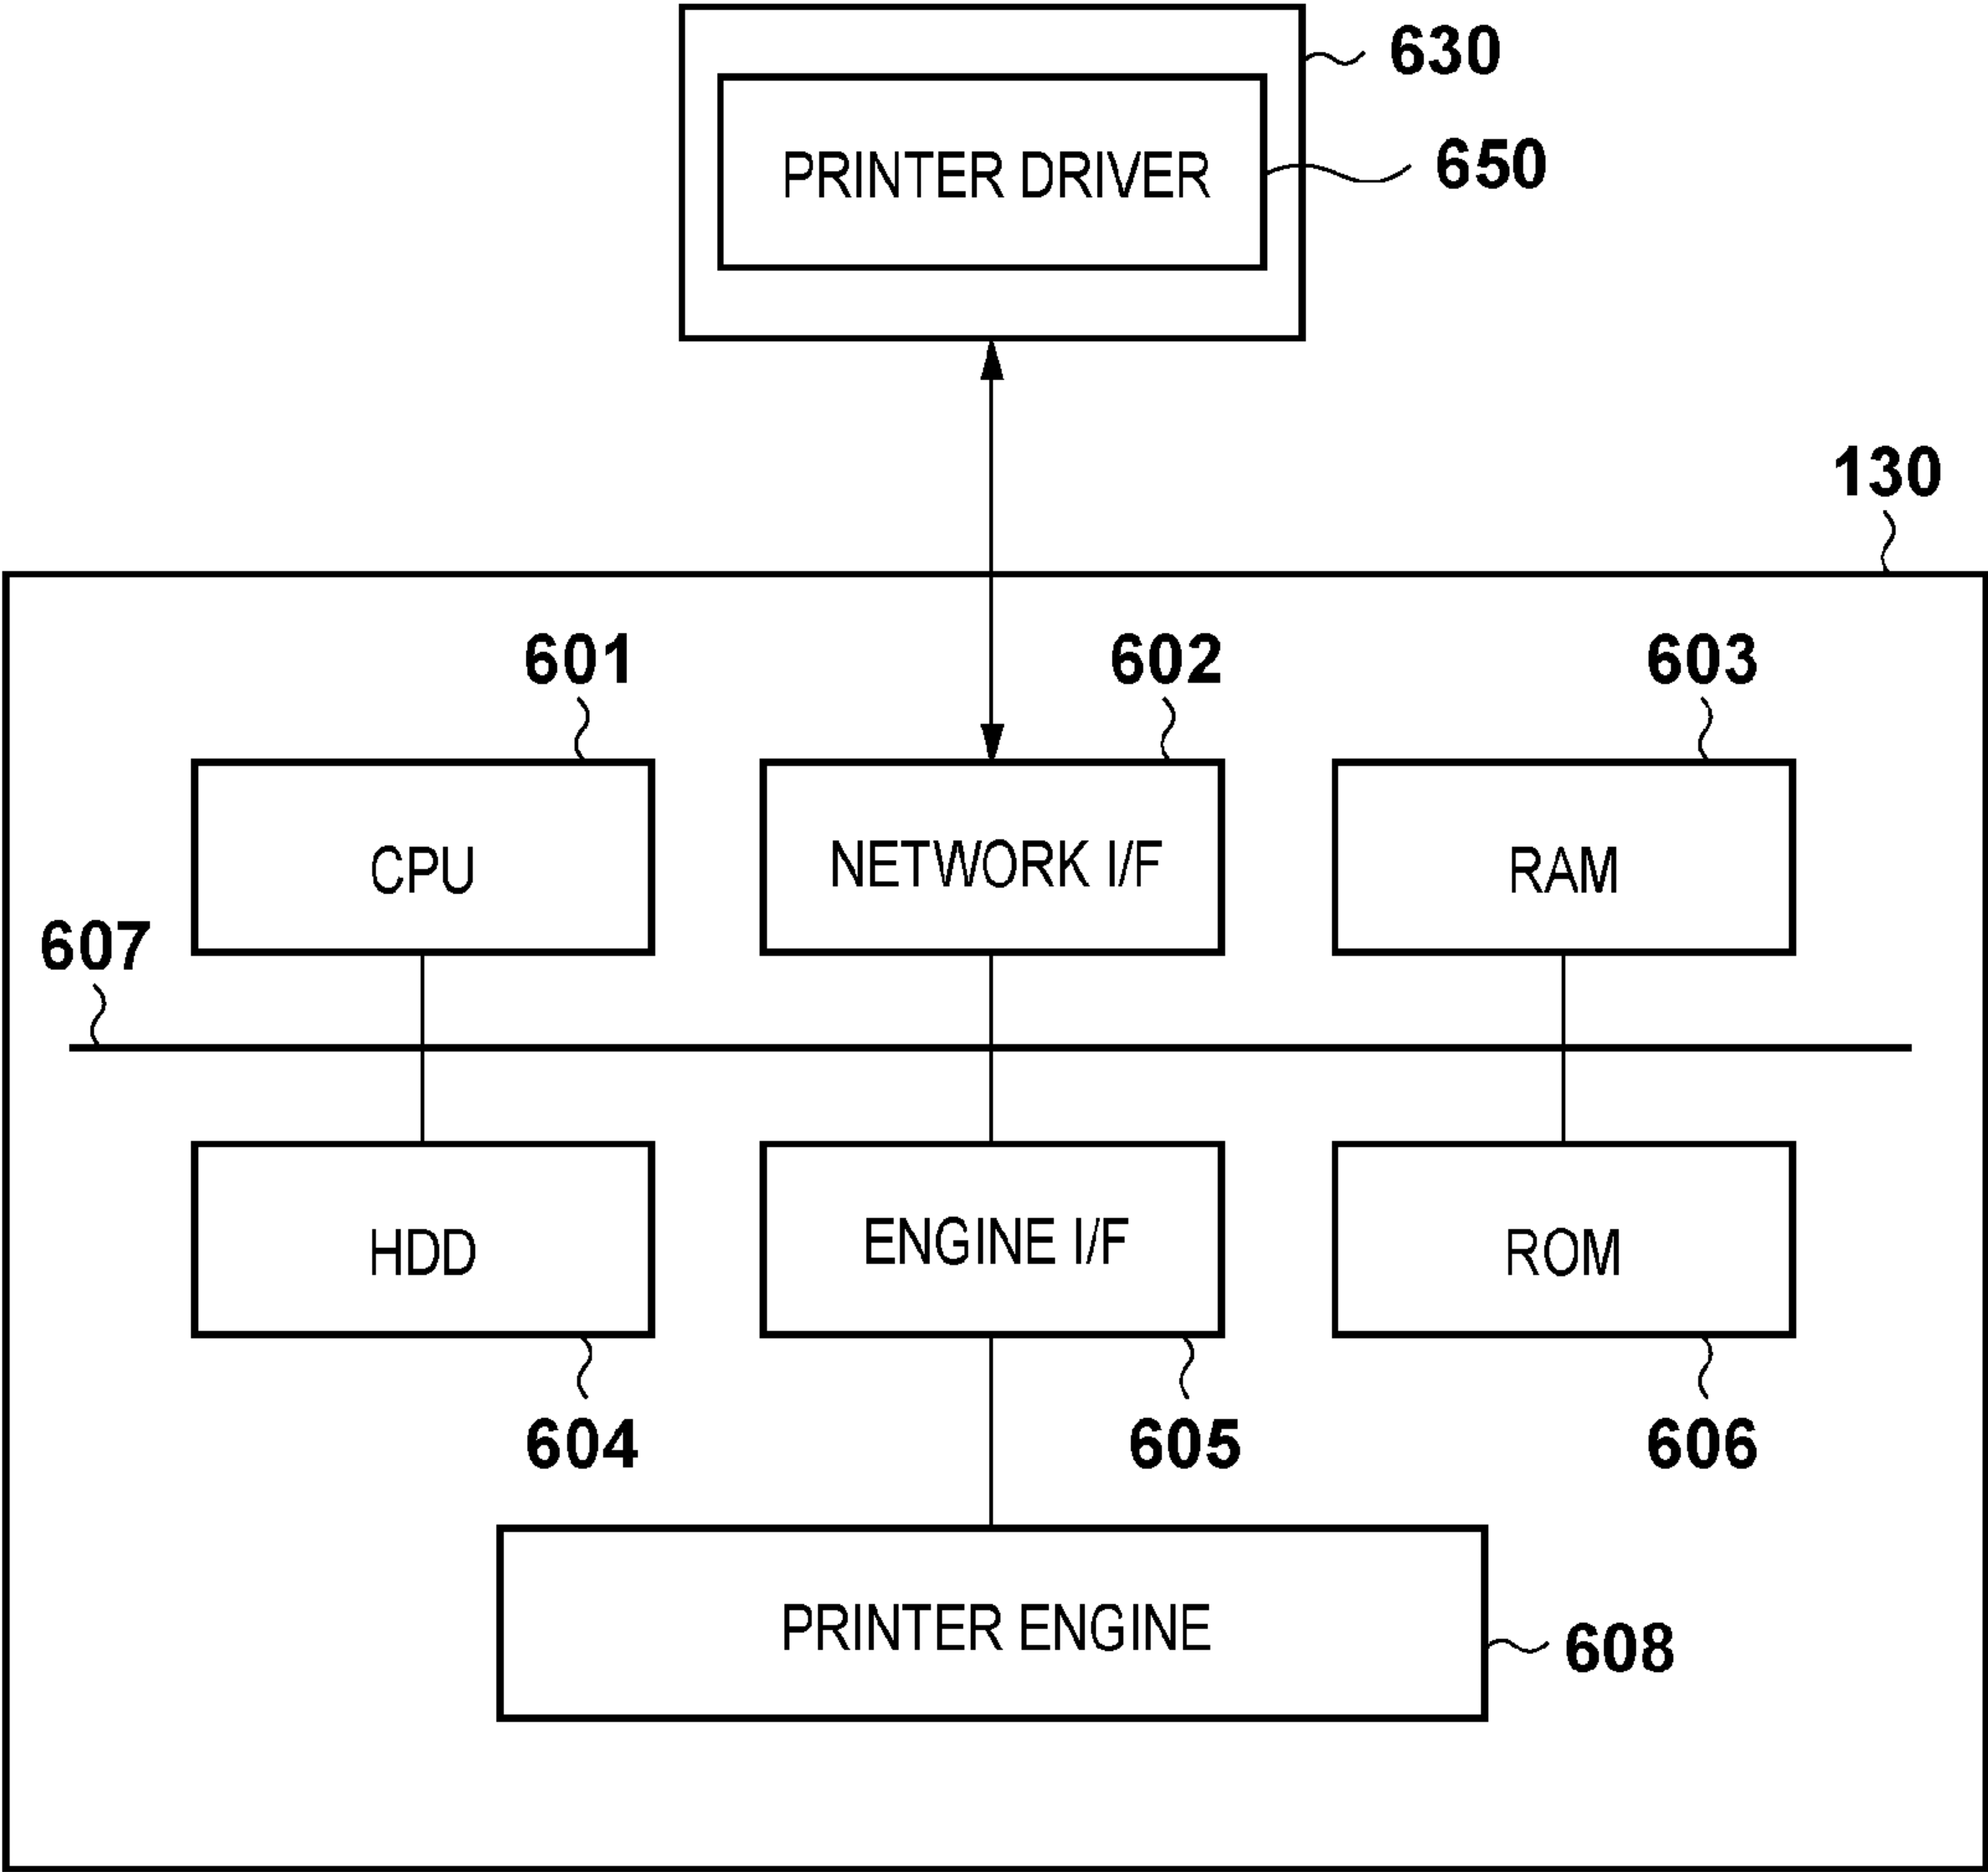 630
PRINTER DRIVER
650
130
601
602
603
CPU
NETWORK I/F
RAM
607
HDD
ENGINE I/F
ROM
604
605
606
PRINTER ENGINE
608